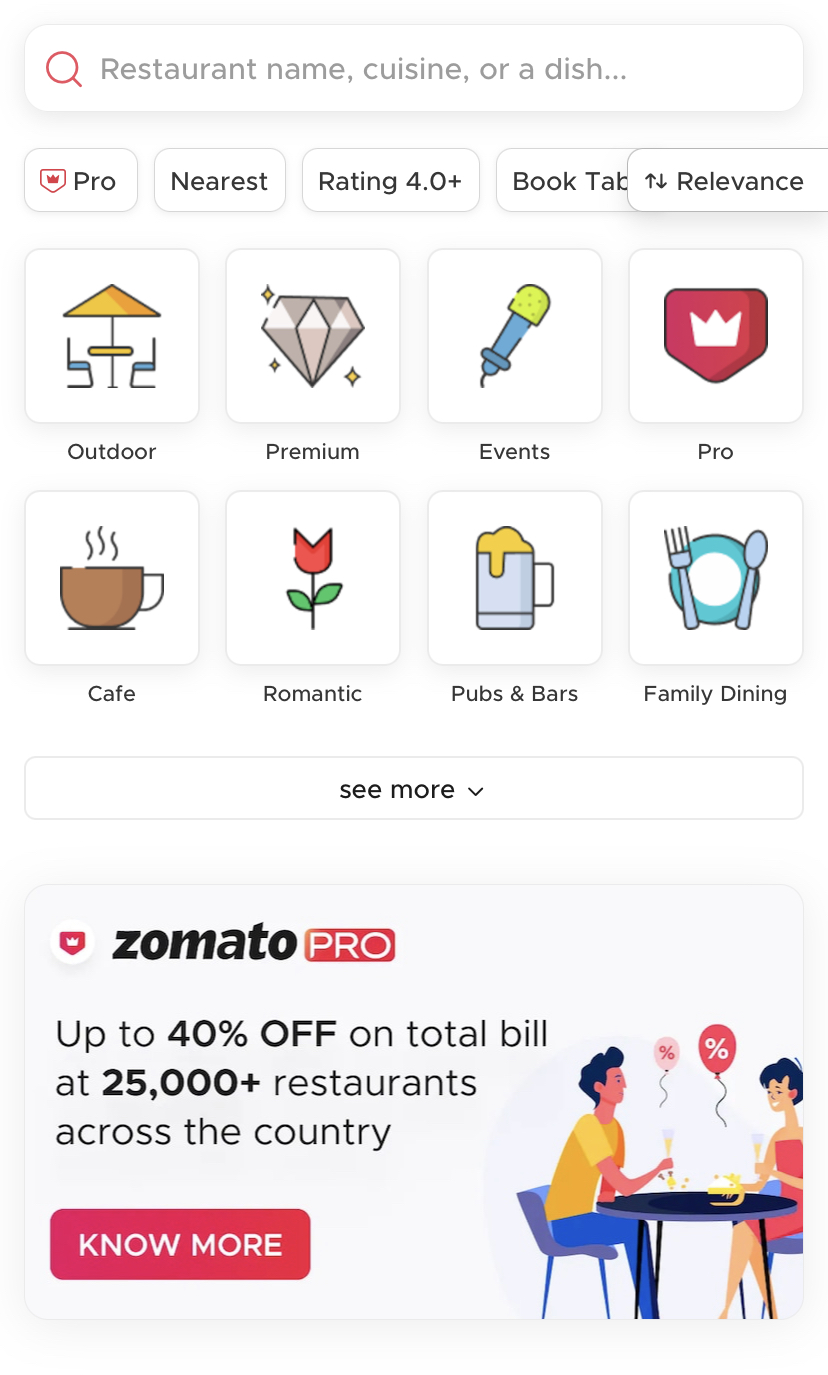 Restaurant name, cuisine, or a dish...
Pro Nearest Rating 4.0+ Book Tab Relevance
Outdoor Premium Events Pro
Cafe Romantic Pubs & Bars Family Dining
see more
zomato PRO
Up to 40% OFF on total bill
at 25,000+ restaurants
across the country
% %
KNOW MORE